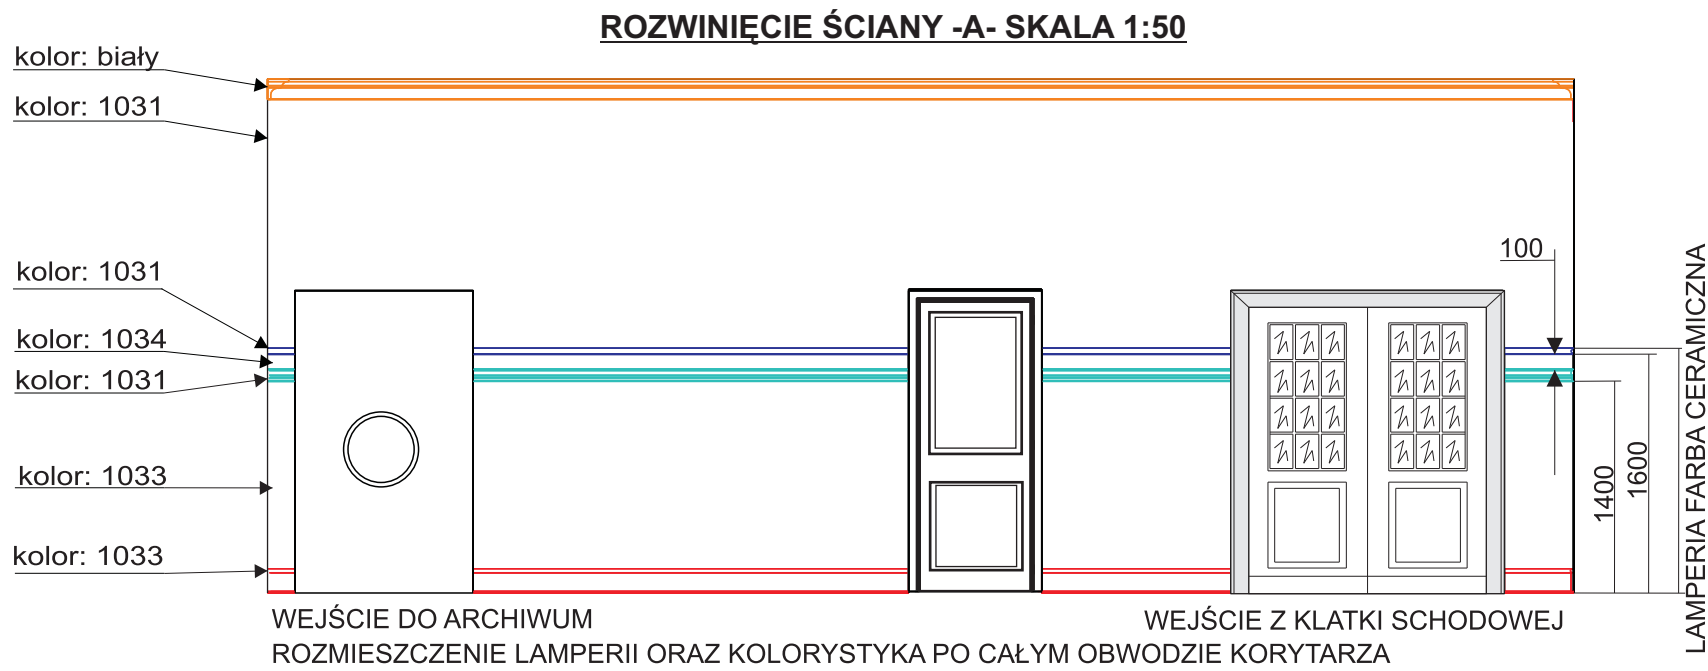 ROZWINIĘCIE ŚCIANY -A- SKALA 1:50
kolor: biały
kolor: 1031
kolor: 1031
kolor: 1034
kolor: 1031
kolor: 1033
kolor: 1033
100
1400
1600
LAMPERIA FARBA CERAMICZNA
WEJŚCIE DO ARCHIWUM
WEJŚCIE Z KLATKI SCHODOWEJ
ROZMIESZCZENIE LAMPERII ORAZ KOLORYSTYKA PO CAŁYM OBWODZIE KORYTARZA